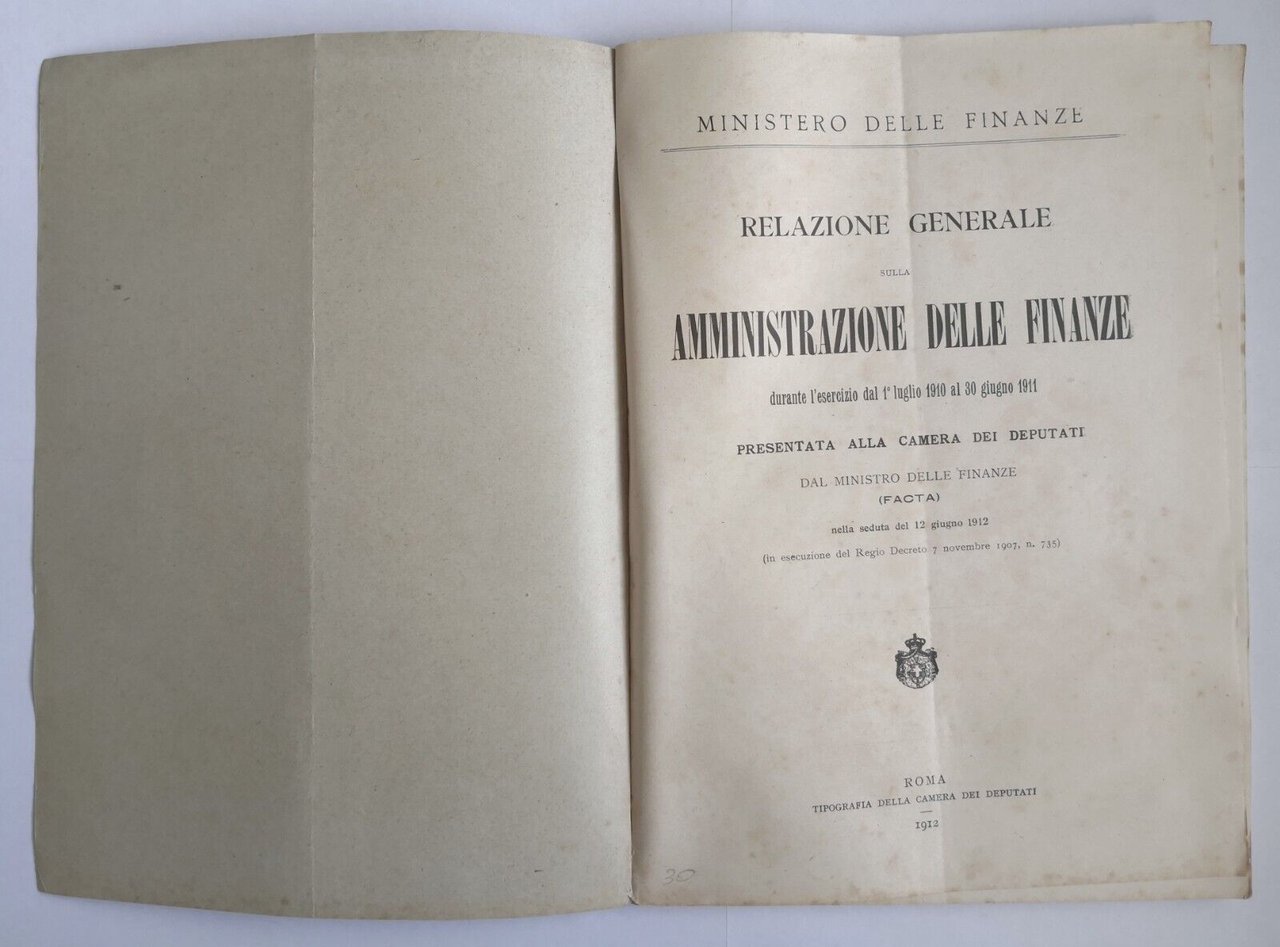 MINISTERO DELLE FINANZE
RELAZIONE GENERALE
SULLA
AMMINISTRAZIONE DELLE FINANZE
durante l'esercizio dal 1° luglio 1910 al 30 giugno 1911
PRESENTATA ALLA CAMERA DEI DEPUTATI
DAL MINISTRO DELLE FINANZE
(FACTA)
nella seduta del 12 giugno 1912
(in esecuzione del Regio Decreto 7 novembre 1907, n. 735)
ROMA
TIPOGRAFIA DELLA CAMERA DEI DEPUTATI
1912
30